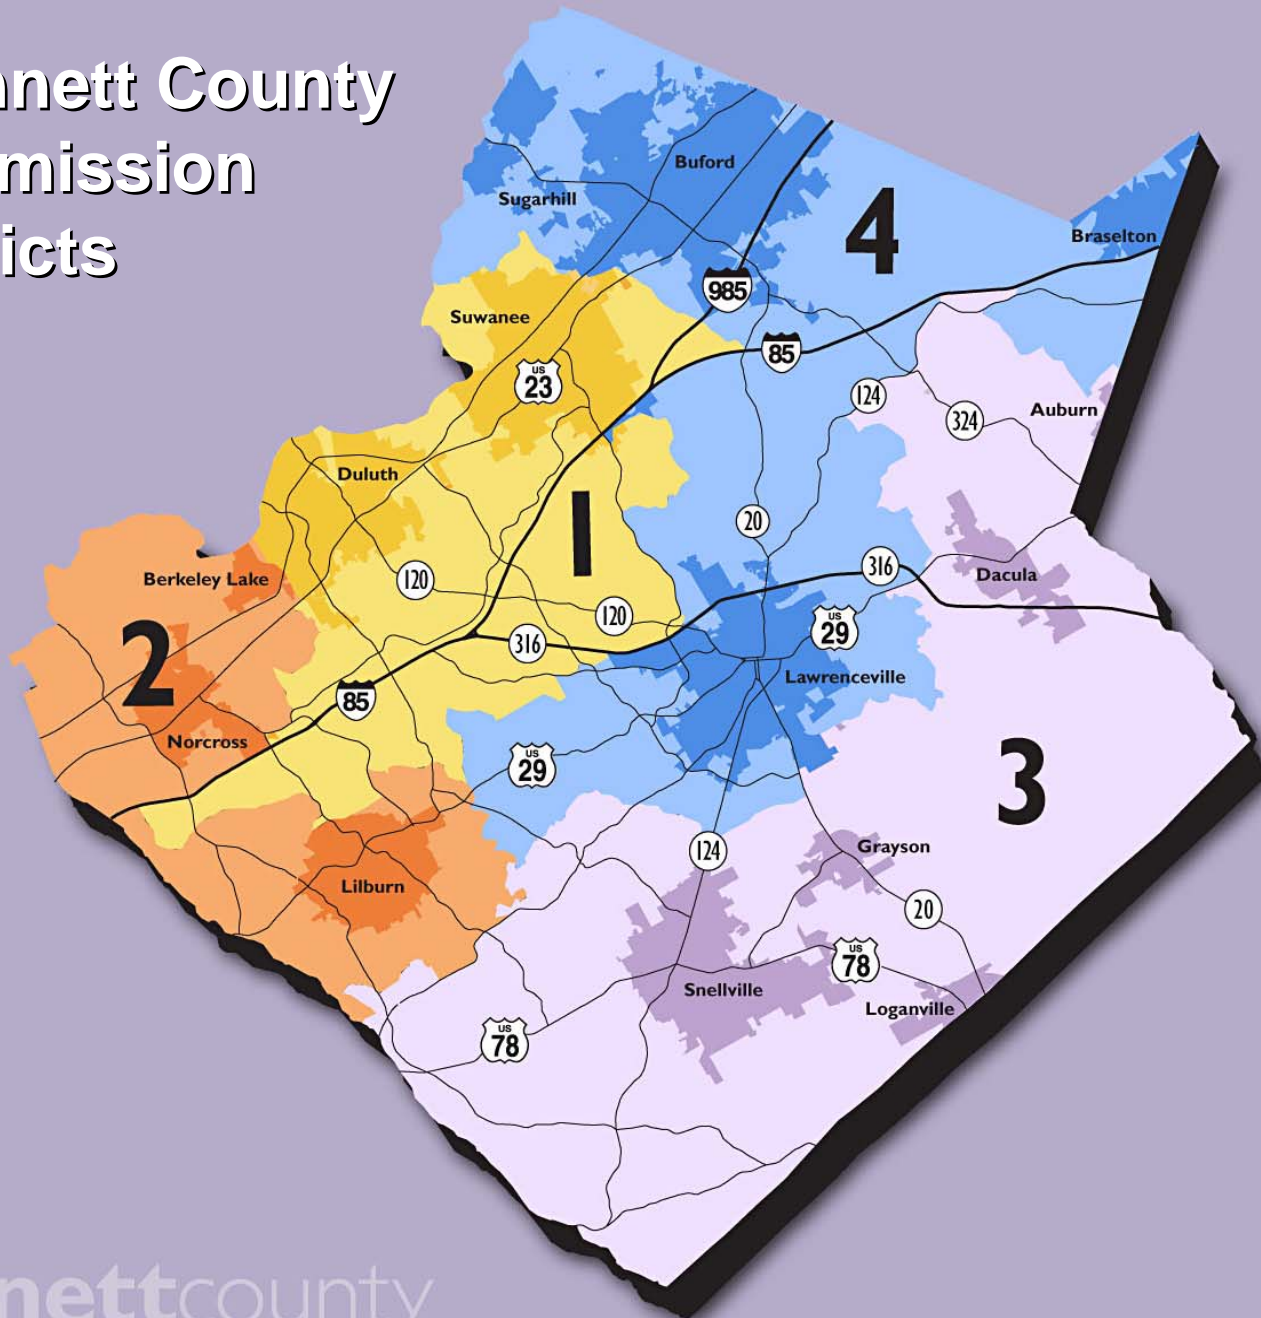 nnett County
mission
icts
Buford
Sugarhill
4
Braselton
985
Suwanee
85
US
23
124
324
Auburn
Duluth
1
20
316
Berkeley Lake
120
Dacula
120
US
29
2
316
Lawrenceville
85
Norcross
US
29
3
124
Grayson
Lilburn
20
US
78
Snellville
Loganville
US
78
nettcounty